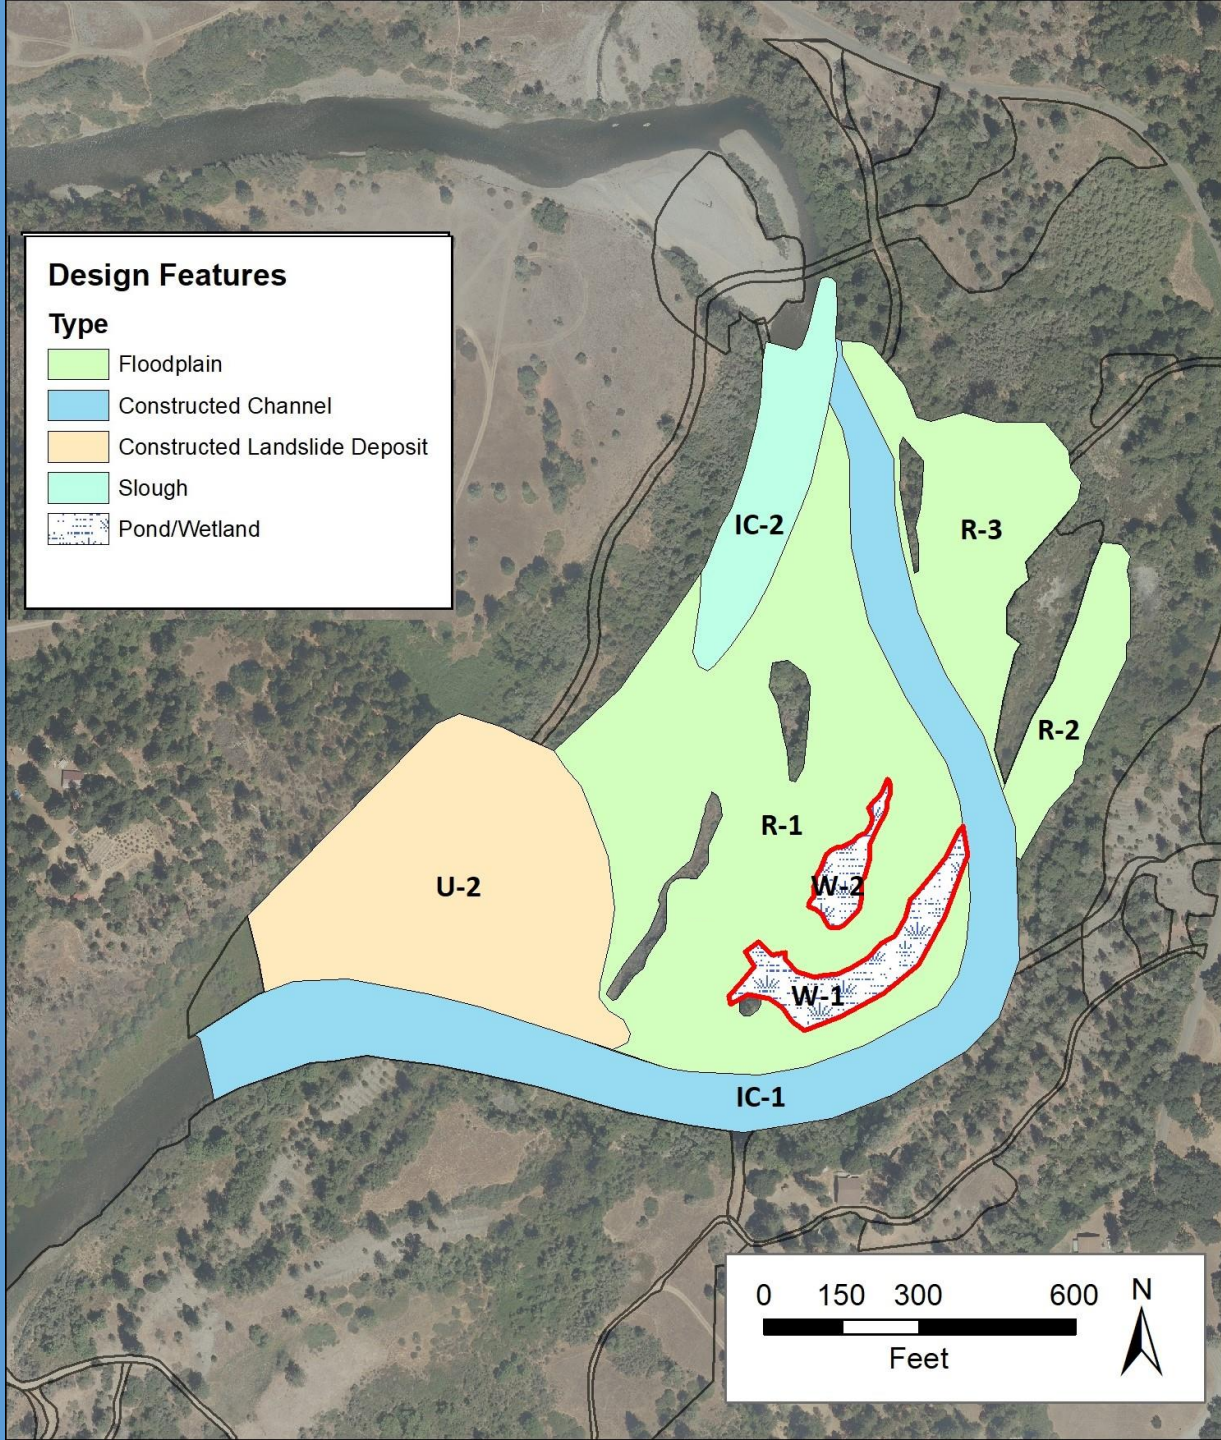 Design Features
Type
Floodplain
Constructed Channel
Constructed Landslide Deposit
Slough
Pond/Wetland
IC-2
R-3
R-2
R-1
W-2
U-2
W-1
IC-1
0 150 300 600
Feet
N